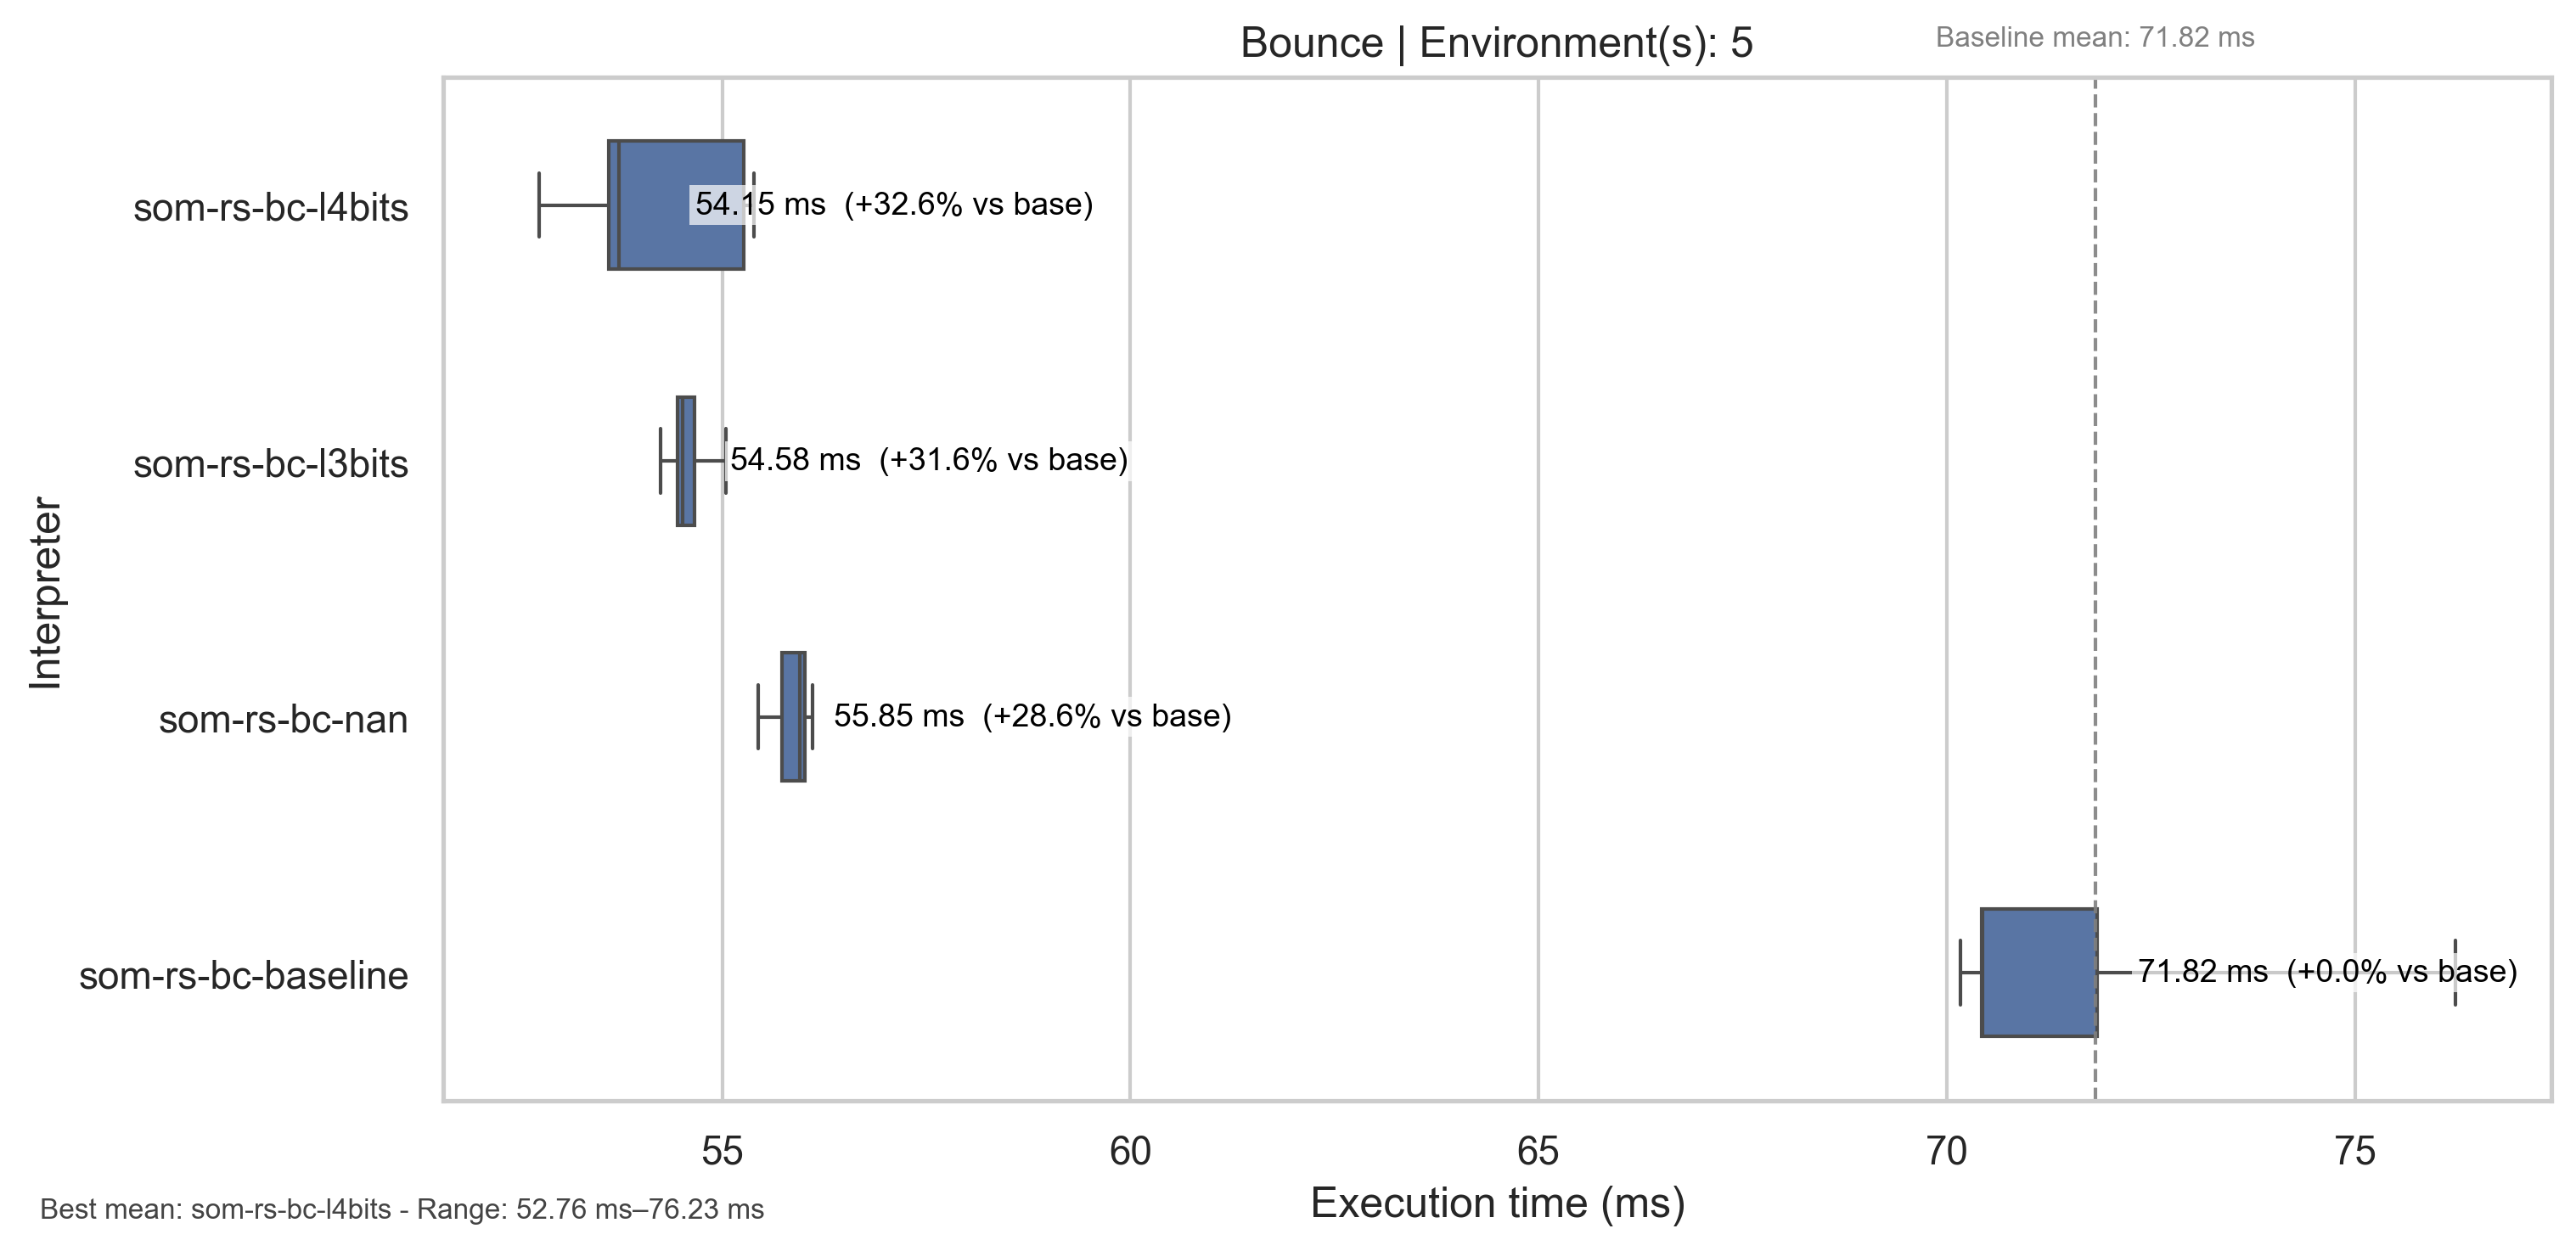 Bounce | Environment(s): 5
Baseline mean: 71.82 ms
Interpreter
som-rs-bc-l4bits
54.15 ms  (+32.6% vs base)
som-rs-bc-l3bits
54.58 ms  (+31.6% vs base)
som-rs-bc-nan
55.85 ms  (+28.6% vs base)
som-rs-bc-baseline
71.82 ms  (+0.0% vs base)
55 60 65 70 75
Execution time (ms)
Best mean: som-rs-bc-l4bits - Range: 52.76 ms–76.23 ms